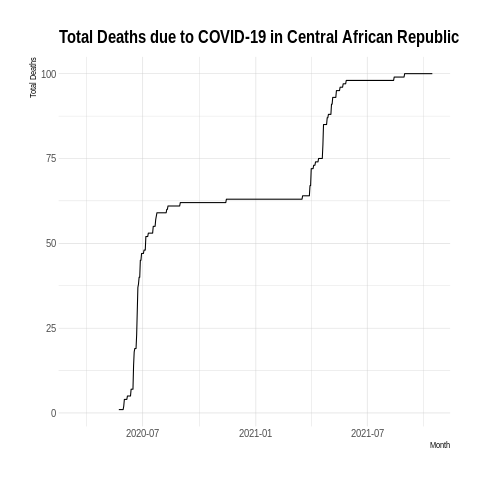 Total Deaths due to COVID-19 in Central African Republic
Total Deaths
100
75
50
25
0
2020-07
2021-01
2021-07
Month